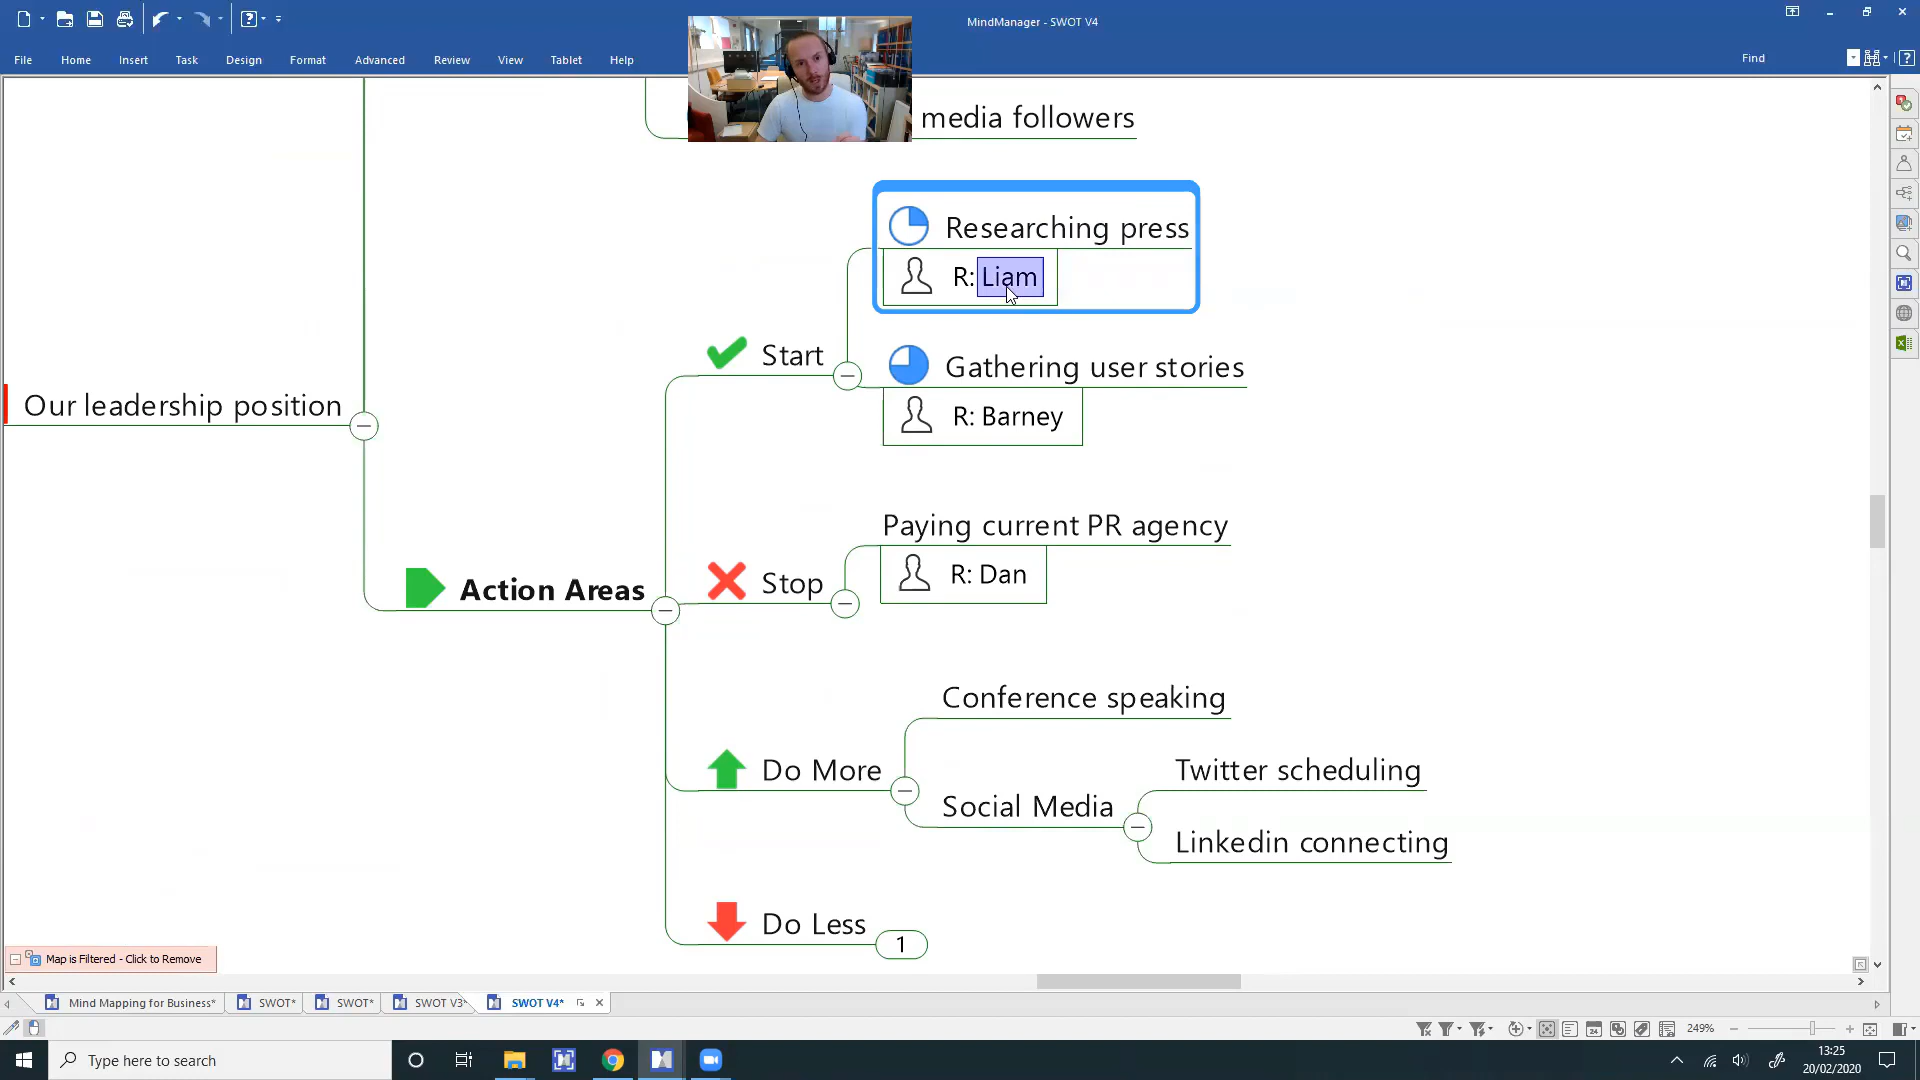 MindManager - SWOT V4
File Home Insert Task Design Format Advanced Review View Tablet Help Find
media followers
Researching press
R: Liam
Start
Gathering user stories
R: Barney
Our leadership position
Paying current PR agency
R: Dan
Stop
Action Areas
Conference speaking
Do More
Twitter scheduling
Social Media
Linkedin connecting
Do Less
1
Map is Filtered - Click to Remove
Mind Mapping for Business* SWOT* SWOT* SWOT V3* SWOT V4*
249%
Type here to search
13:25
20/02/2020